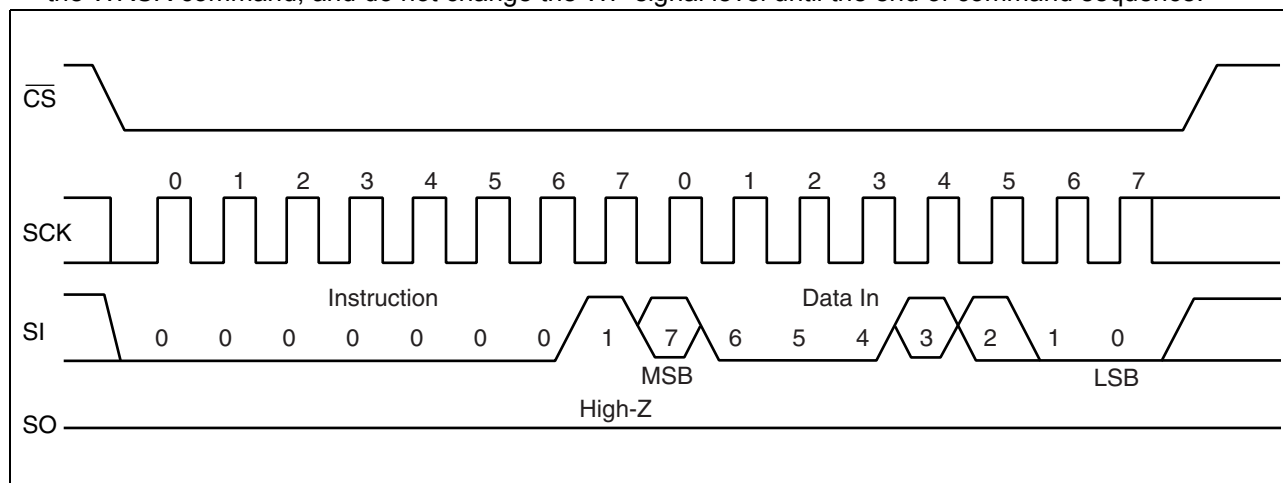 CS
0 1 2 3 4 5 6 7 0 1 2 3 4 5 6 7
SCK
Instruction Data In
SI 0 0 0 0 0 0 0 1 7 6 5 4 3 2 1 0
MSB LSB
High-Z
SO